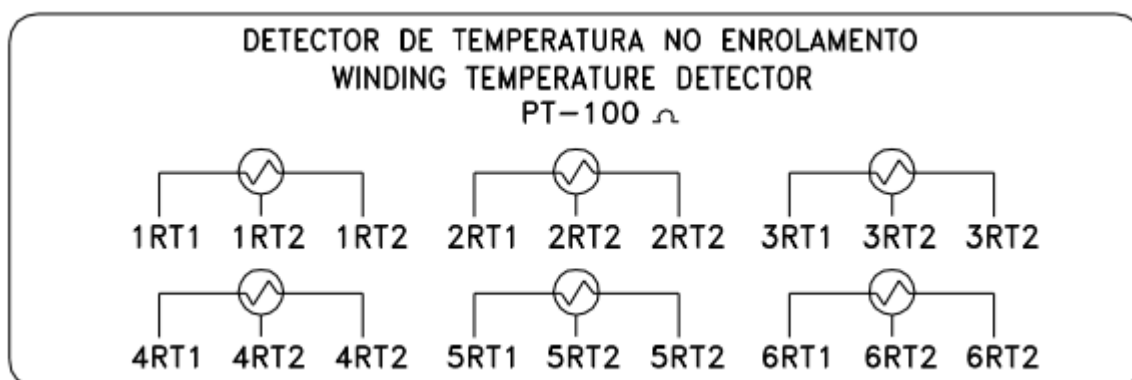 DETECTOR DE TEMPERATURA NO ENROLAMENTO
WINDING TEMPERATURE DETECTOR
PT-100 Ω
1RT1 1RT2 1RT2 2RT1 2RT2 2RT2 3RT1 3RT2 3RT2
4RT1 4RT2 4RT2 5RT1 5RT2 5RT2 6RT1 6RT2 6RT2